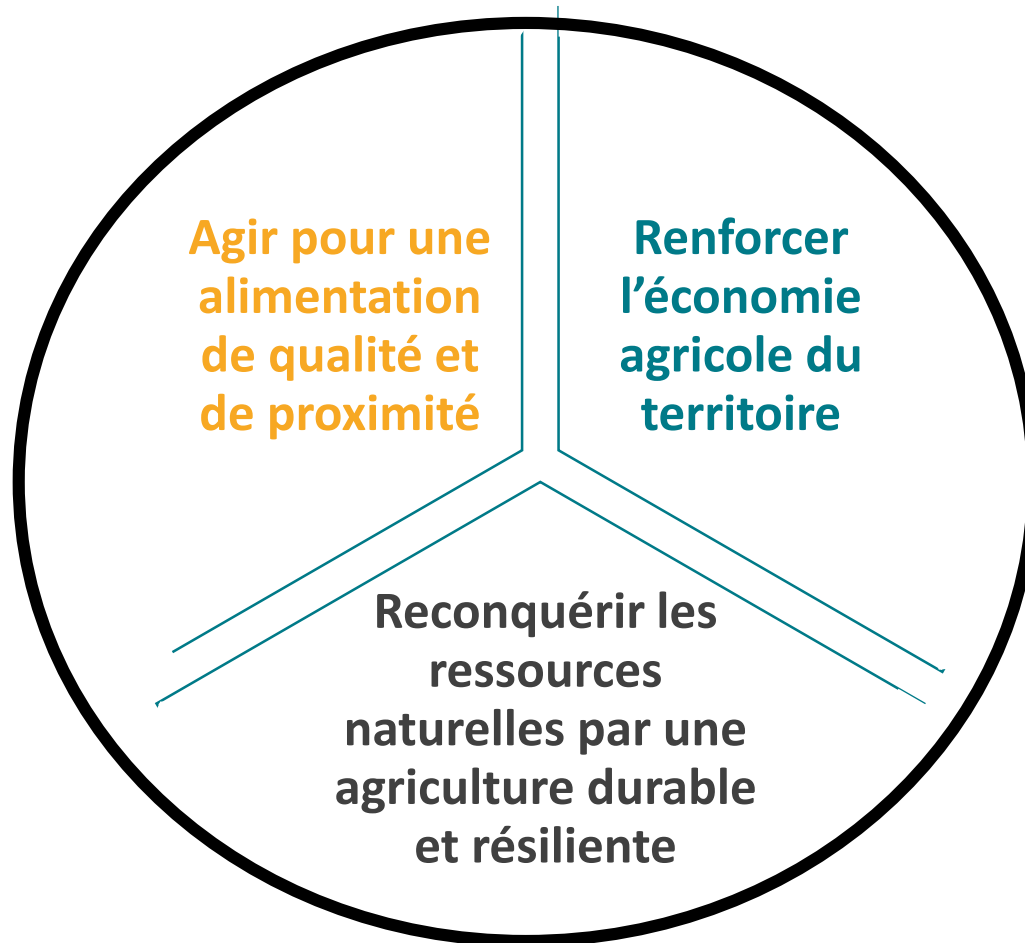 Agir pour une
alimentation
de qualité et
de proximité
Renforcer
l’économie
agricole du
territoire
Reconquérir les
ressources
naturelles par une
agriculture durable
et résiliente